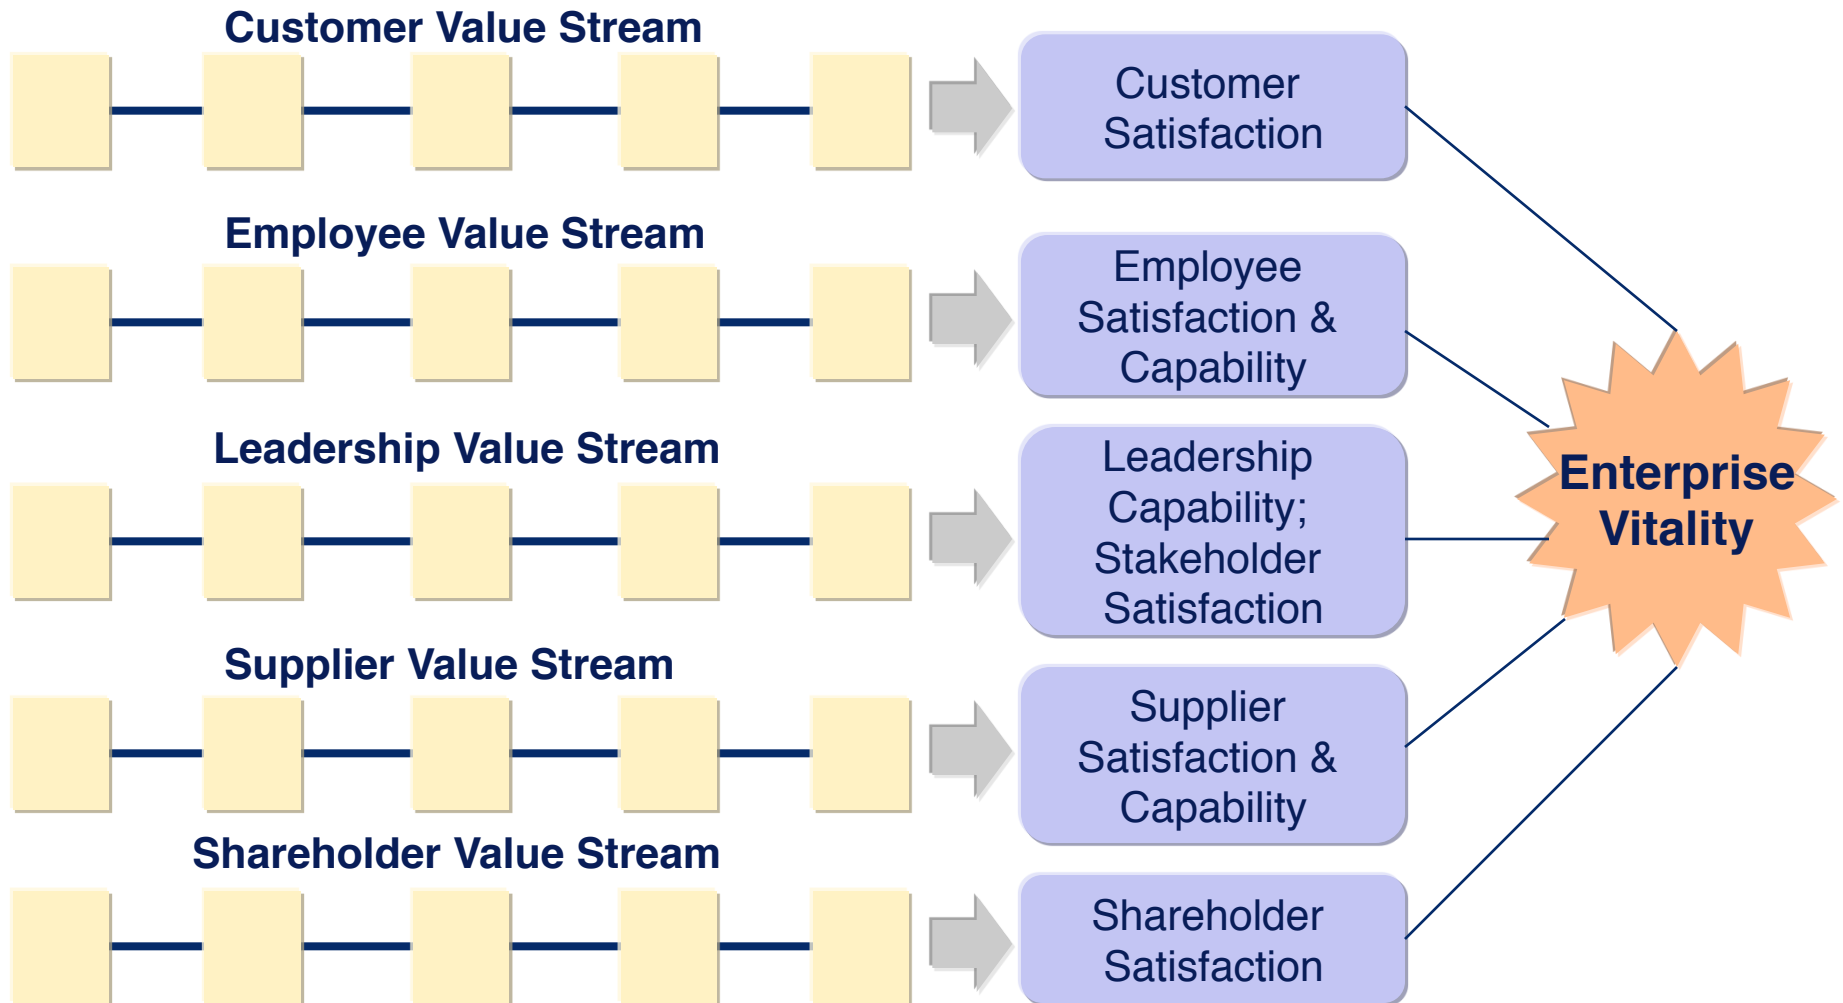 Customer Value Stream
Customer
Satisfaction
Employee Value Stream
Employee
Satisfaction &
Capability
Leadership Value Stream
Leadership
Capability;
Stakeholder
Satisfaction
Enterprise
Vitality
Supplier Value Stream
Supplier
Satisfaction &
Capability
Shareholder Value Stream
Shareholder
Satisfaction